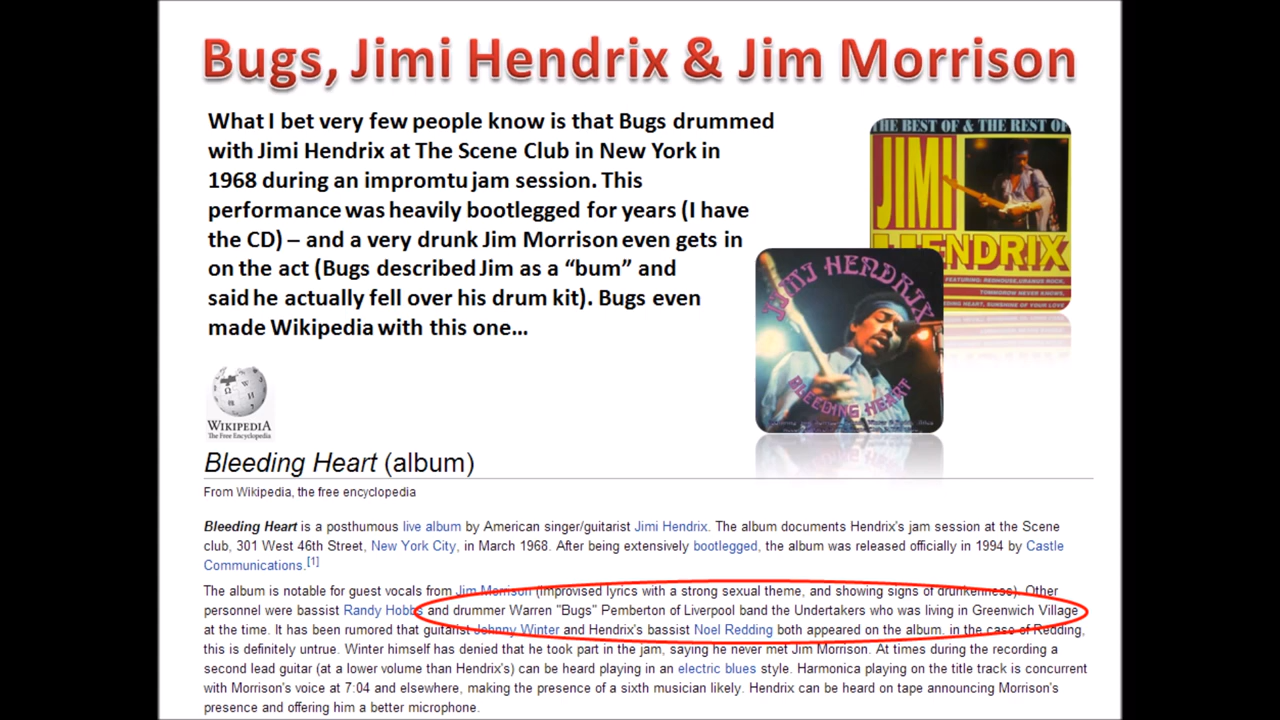 Bugs, Jimi Hendrix & Jim Morrison
What I bet very few people know is that Bugs drummed
with Jimi Hendrix at The Scene Club in New York in
1968 during an impromtu jam session. This
performance was heavily bootlegged for years (I have
the CD) – and a very drunk Jim Morrison even gets in
on the act (Bugs described Jim as a “bum” and
said he actually fell over his drum kit). Bugs even
made Wikipedia with this one…
THE BEST OF & THE REST OF
JIMI
HENDRIX
FEATURING: REDHOUSE,
TOMORROW NEVER KNOWS,
HEART, SUNSHINE OF YOUR LOVE
JIMI HENDRIX
BLEEDING HEART
WIKIPEDIA
The Free Encyclopedia
Bleeding Heart (album)
From Wikipedia, the free encyclopedia
Bleeding Heart is a posthumous live album by American singer/guitarist Jimi Hendrix. The album documents Hendrix's jam session at the Scene
club, 301 West 46th Street, New York City, in March 1968. After being extensively bootlegged, the album was released officially in 1994 by Castle
Communications.[1]
The album is notable for guest vocals from Jim Morrison (improvised lyrics with a strong sexual theme, and showing signs of drunkenness). Other
personnel were bassist Randy Hobbs and drummer Warren "Bugs" Pemberton of Liverpool band the Undertakers who was living in Greenwich Village
at the time. It has been rumored that guitarist Johnny Winter and Hendrix's bassist Noel Redding both appeared on the album. in the case of Redding,
this is definitely untrue. Winter himself has denied that he took part in the jam, saying he never met Jim Morrison. At times during the recording a
second lead guitar (at a lower volume than Hendrix's) can be heard playing in an electric blues style. Harmonica playing on the title track is concurrent
with Morrison's voice at 7:04 and elsewhere, making the presence of a sixth musician likely. Hendrix can be heard on tape announcing Morrison's
presence and offering him a better microphone.